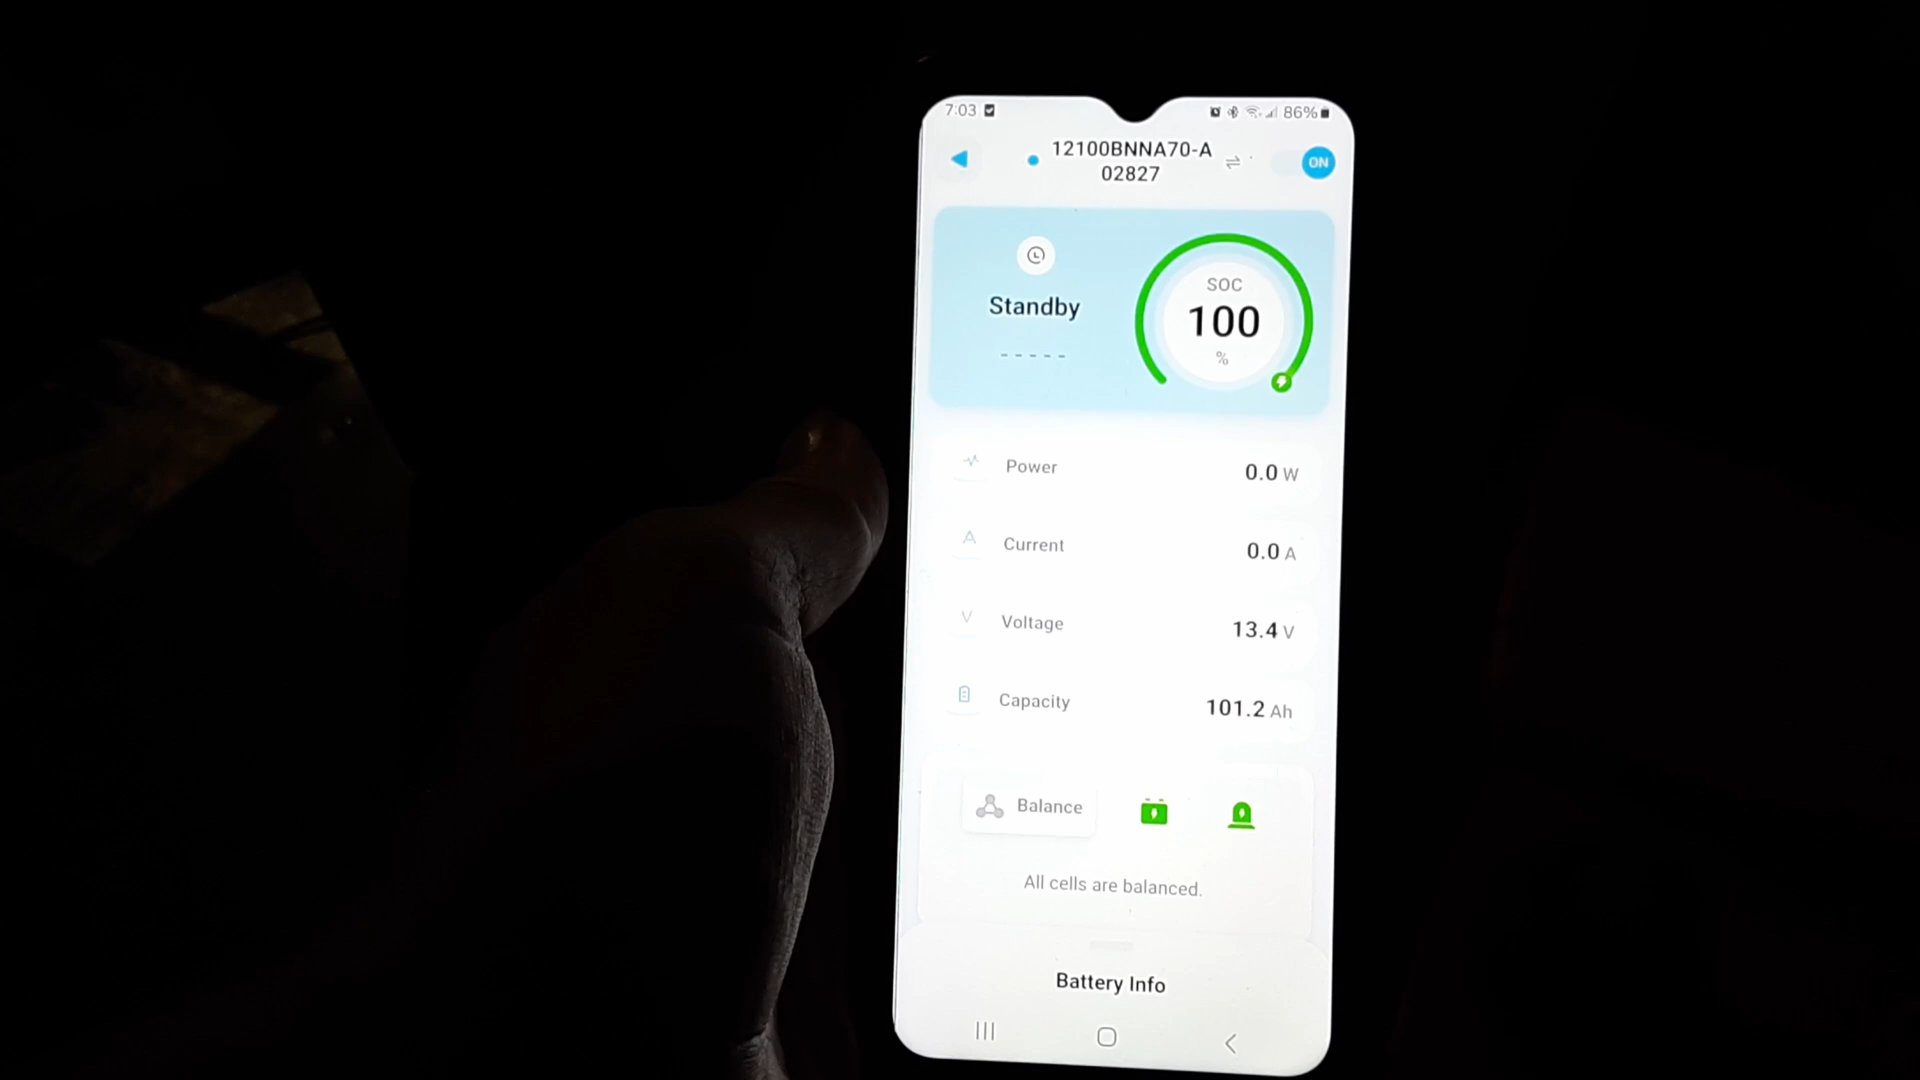 7:03 86%
12100BNNA70-A
02827
ON
Standby
-----
SOC
100
%
Power 0.0 W
A Current 0.0 A
V Voltage 13.4 V
Capacity 101.2 Ah
Balance
All cells are balanced.
Battery Info